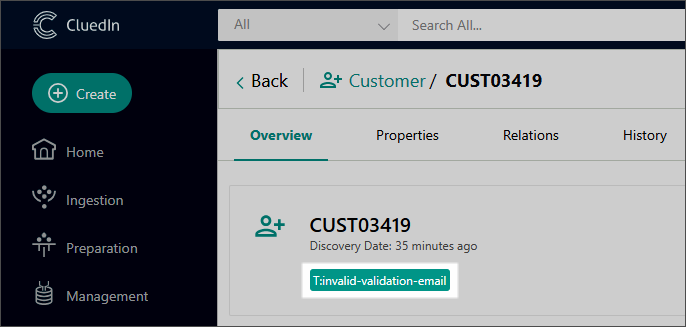 CluedIn
All
Search All...
Create
Back
Customer / CUST03419
Overview
Properties
Relations
History
Home
Ingestion
Preparation
Management
CUST03419
Discovery Date: 35 minutes ago
T:invalid-validation-email